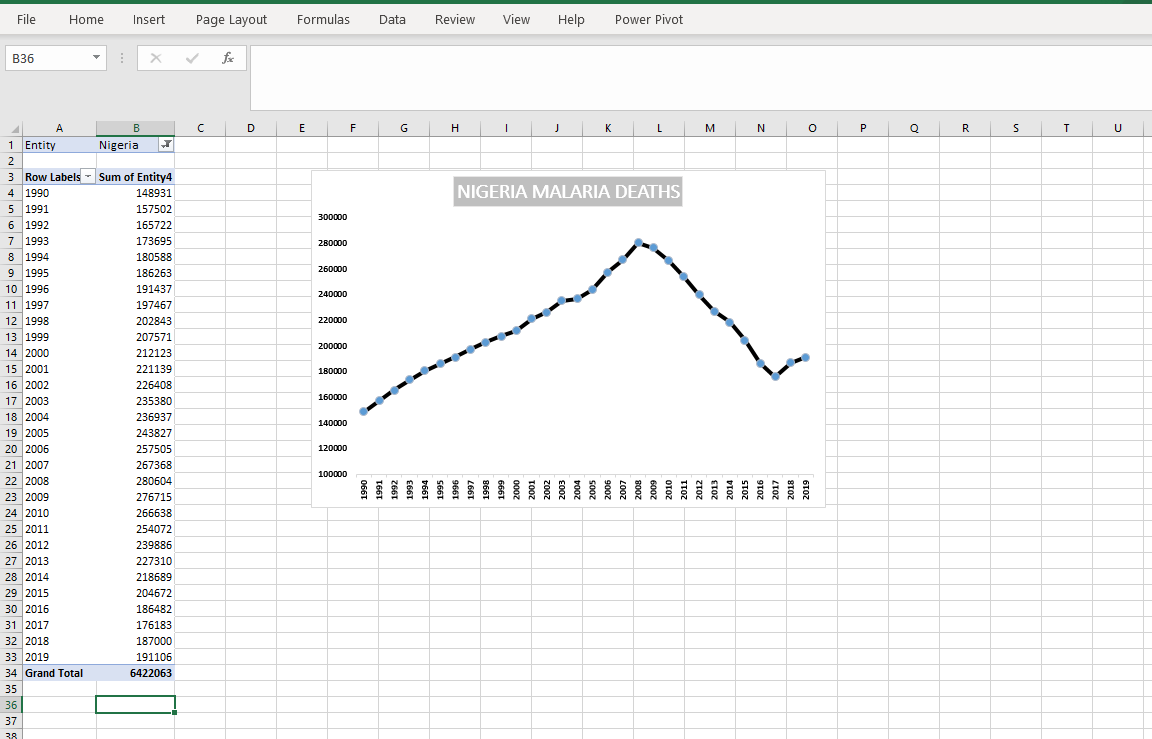 File Home Insert Page Layout Formulas Data Review View Help Power Pivot
B36 fx
A B C D E F G H I J K L M N O P Q R S T U
1 Entity Nigeria
2
3 Row Labels Sum of Entity4
4 1990 148931
5 1991 157502
6 1992 165722
7 1993 173695
8 1994 180588
9 1995 186263
10 1996 191437
11 1997 197467
12 1998 202843
13 1999 207571
14 2000 212123
15 2001 221139
16 2002 226408
17 2003 235380
18 2004 236937
19 2005 243827
20 2006 257505
21 2007 267368
22 2008 280604
23 2009 276715
24 2010 266638
25 2011 254072
26 2012 239886
27 2013 227310
28 2014 218689
29 2015 204672
30 2016 186482
31 2017 176183
32 2018 187000
33 2019 191106
34 Grand Total 6422063
35
36
37
38
NIGERIA MALARIA DEATHS
300000
280000
260000
240000
220000
200000
180000
160000
140000
120000
100000
1990 1991 1992 1993 1994 1995 1996 1997 1998 1999 2000 2001 2002 2003 2004 2005 2006 2007 2008 2009 2010 2011 2012 2013 2014 2015 2016 2017 2018 2019